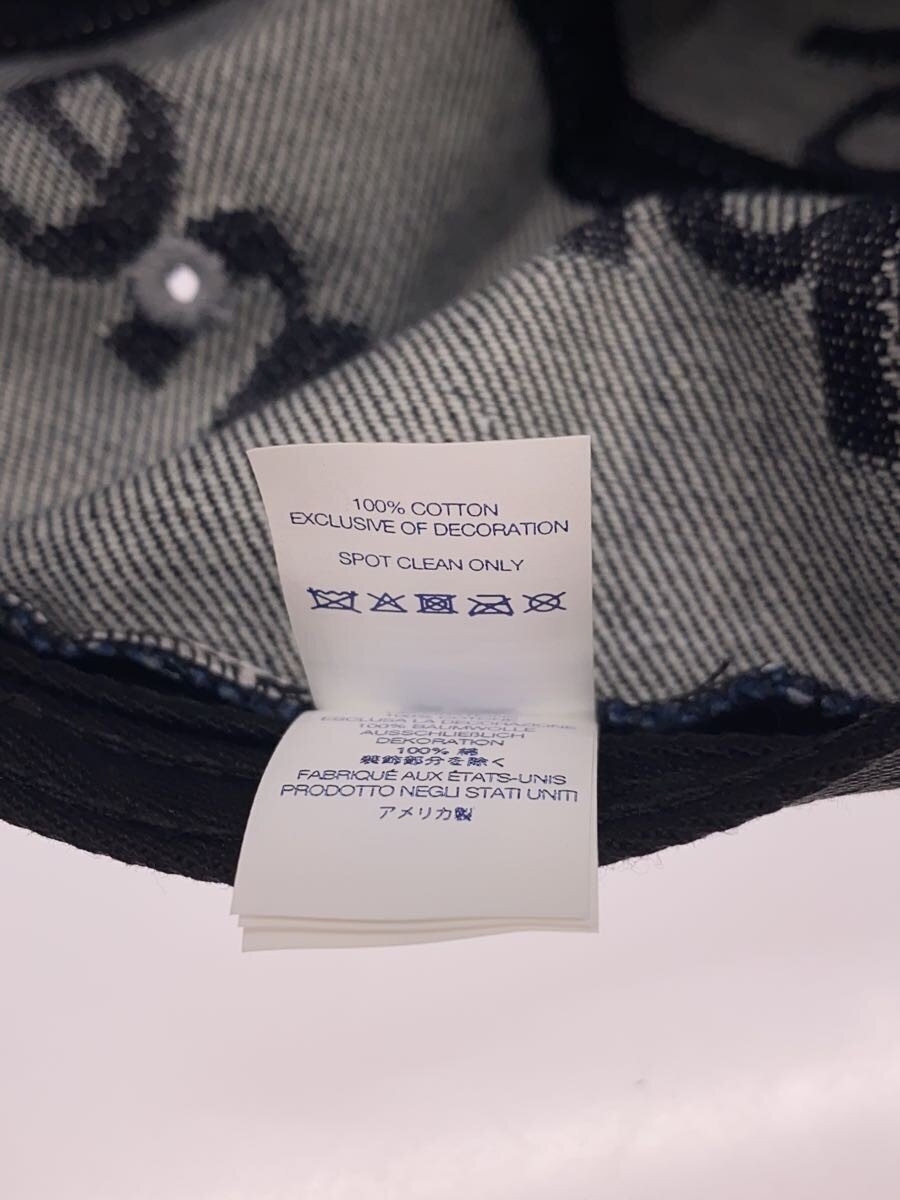 100% COTTON
EXCLUSIVE OF DECORATION
SPOT CLEAN ONLY
ESCLUSA LA DECORAZIONE
100% BAUMWOLLE
AUSSCHLIEßLICH
DEKORATION
100% 綿
装飾部分を除く
FABRIQUÉ AUX ÉTATS-UNIS
PRODOTTO NEGLI STATI UNITI
アメリカ製